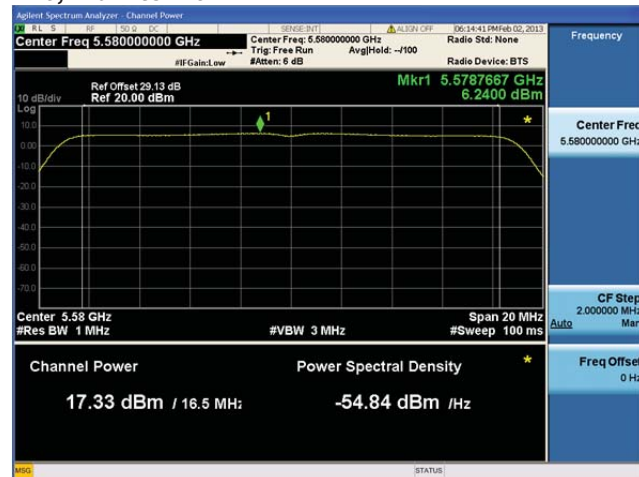 Agilent Spectrum Analyzer - Channel Power
RL S RF 50 Ω DC SENSE:INT ALIGN OFF 06:14:41 PM Feb 02, 2013
Center Freq 5.580000000 GHz
Center Freq: 5.580000000 GHz
Radio Std: None
Trig: Free Run Avg|Hold: --/100
#IFGain:Low
#Atten: 6 dB
Radio Device: BTS
Frequency
Ref Offset 29.13 dB
Mkr1 5.5787667 GHz
10 dB/div
Ref 20.00 dBm
6.2400 dBm
Log
1
10.0
0.00
-10.0
-20.0
-30.0
-40.0
-50.0
-60.0
-70.0
Center Freq
5.580000000 GHz
Center 5.58 GHz
Span 20 MHz
#Res BW 1 MHz
#VBW 3 MHz
#Sweep 100 ms
CF Step
2.000000 MHz
Auto Man
Channel Power
Power Spectral Density
17.33 dBm / 16.5 MHz
-54.84 dBm /Hz
Freq Offset
0 Hz
MSG
STATUS